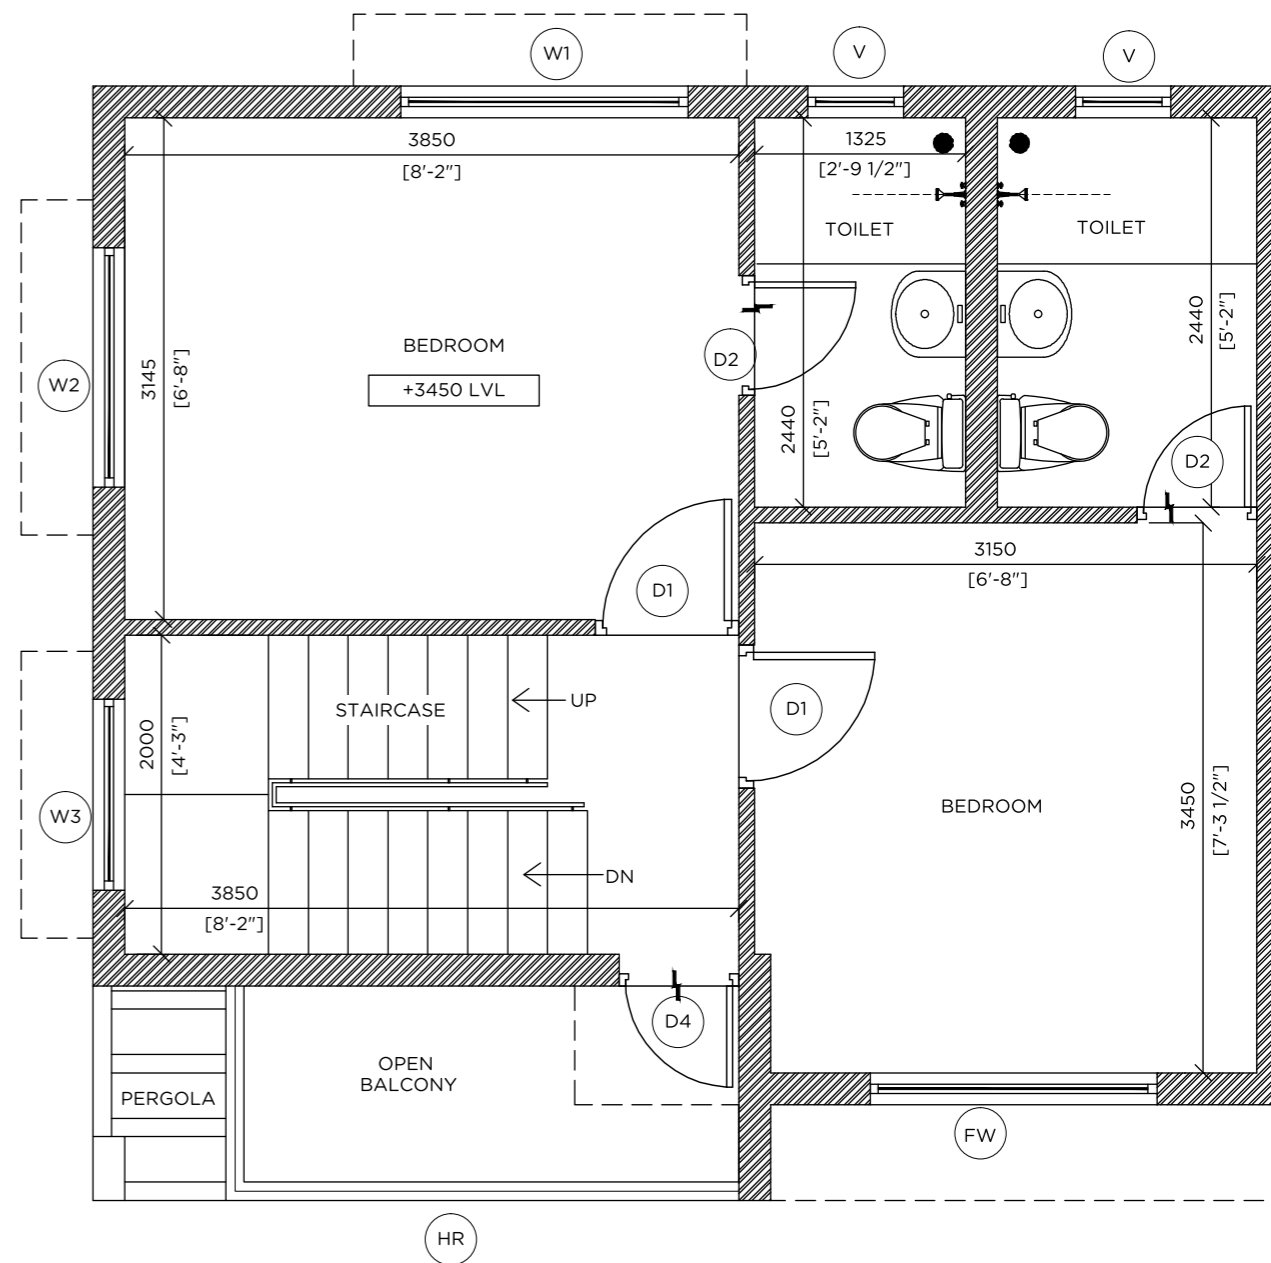 W1
V
V
3850
[8'-2"]
1325
[2'-9 1/2"]
TOILET
TOILET
W2
3145
[6'-8"]
BEDROOM
+3450 LVL
D2
2440
[5'-2"]
2440
[5'-2"]
D2
D1
3150
[6'-8"]
W3
2000
[4'-3"]
STAIRCASE
UP
D1
BEDROOM
3450
[7'-3 1/2"]
DN
3850
[8'-2"]
D4
OPEN
BALCONY
PERGOLA
FW
HR